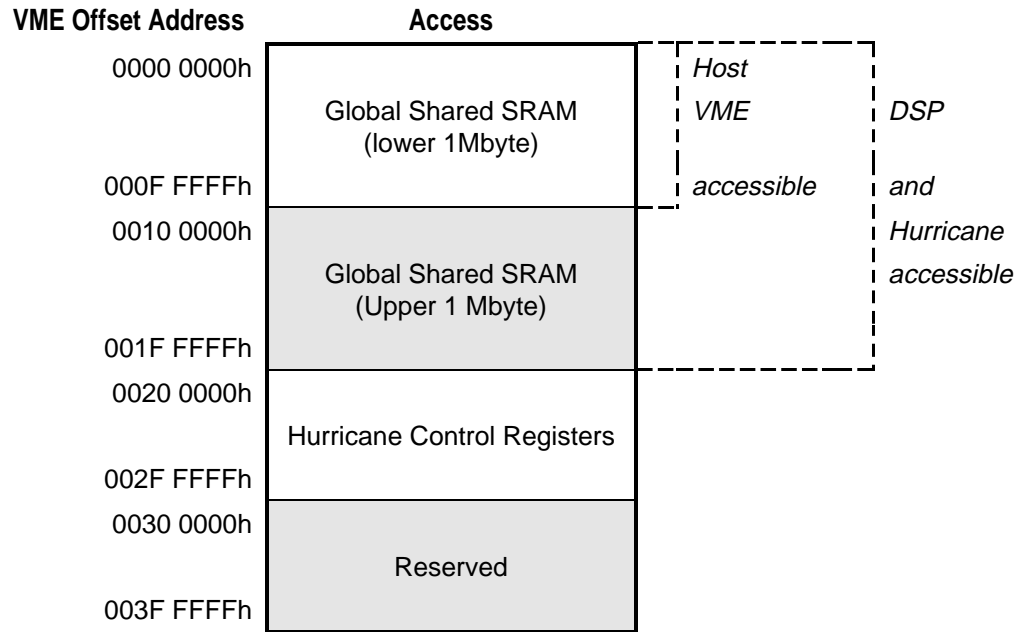 VME Offset Address Access
0000 0000h
Global Shared SRAM
(lower 1Mbyte)
000F FFFFh
Host
VME
accessible
DSP
and
Hurricane
accessible
0010 0000h
Global Shared SRAM
(Upper 1 Mbyte)
001F FFFFh
0020 0000h
Hurricane Control Registers
002F FFFFh
0030 0000h
Reserved
003F FFFFh